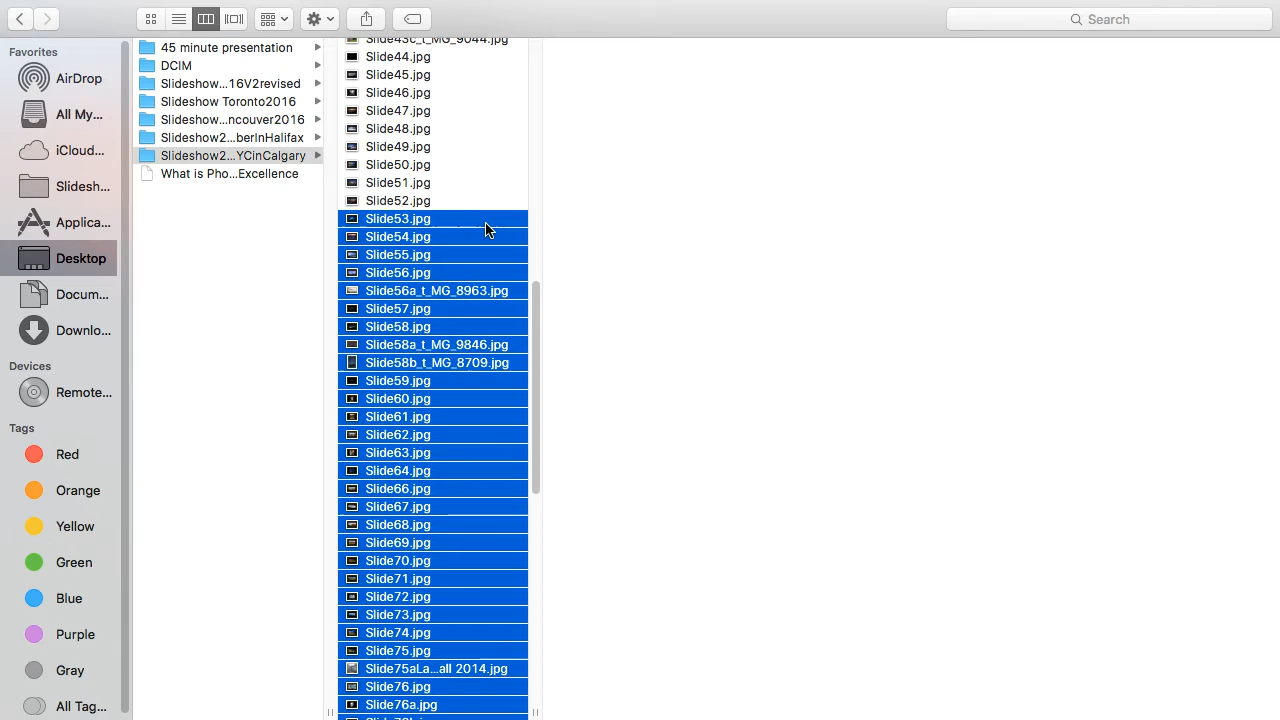 Search
Favorites
AirDrop
All My...
iCloud...
Slidesh...
Applica...
Desktop
Docum...
Downlo...
Devices
Remote...
Tags
Red
Orange
Yellow
Green
Blue
Purple
Gray
All Tag...
45 minute presentation
DCIM
Slideshow...16V2revised
Slideshow Toronto2016
Slideshow...ncouver2016
Slideshow2...berInHalifax
Slideshow2...YCinCalgary
What is Pho...Excellence
Slide43c_t_MG_9044.jpg
Slide44.jpg
Slide45.jpg
Slide46.jpg
Slide47.jpg
Slide48.jpg
Slide49.jpg
Slide50.jpg
Slide51.jpg
Slide52.jpg
Slide53.jpg
Slide54.jpg
Slide55.jpg
Slide56.jpg
Slide56a_t_MG_8963.jpg
Slide57.jpg
Slide58.jpg
Slide58a_t_MG_9846.jpg
Slide58b_t_MG_8709.jpg
Slide59.jpg
Slide60.jpg
Slide61.jpg
Slide62.jpg
Slide63.jpg
Slide64.jpg
Slide66.jpg
Slide67.jpg
Slide68.jpg
Slide69.jpg
Slide70.jpg
Slide71.jpg
Slide72.jpg
Slide73.jpg
Slide74.jpg
Slide75.jpg
Slide75aLa...all 2014.jpg
Slide76.jpg
Slide76a.jpg